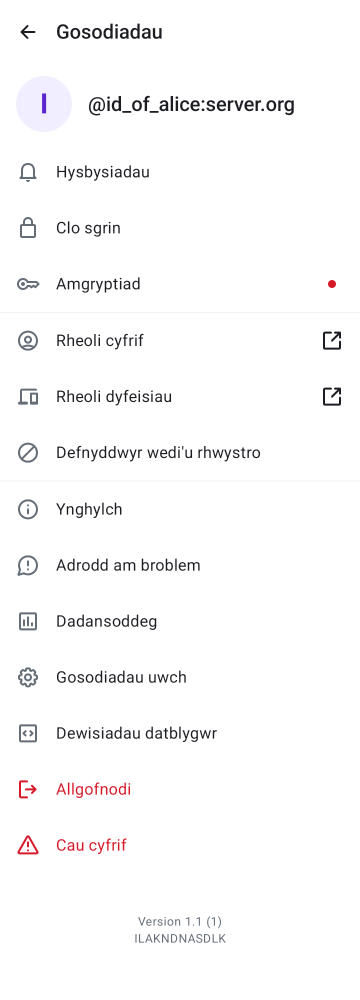 Gosodiadau
I
@id_of_alice:server.org
Hysbysiadau
Clo sgrin
Amgryptiad
Rheoli cyfrif
Rheoli dyfeisiau
Defnyddwyr wedi'u rhwystro
Ynghylch
Adrodd am broblem
Dadansoddeg
Gosodiadau uwch
Dewisiadau datblygwr
Allgofnodi
Cau cyfrif
Version 1.1 (1)
ILAKNDNASDLK